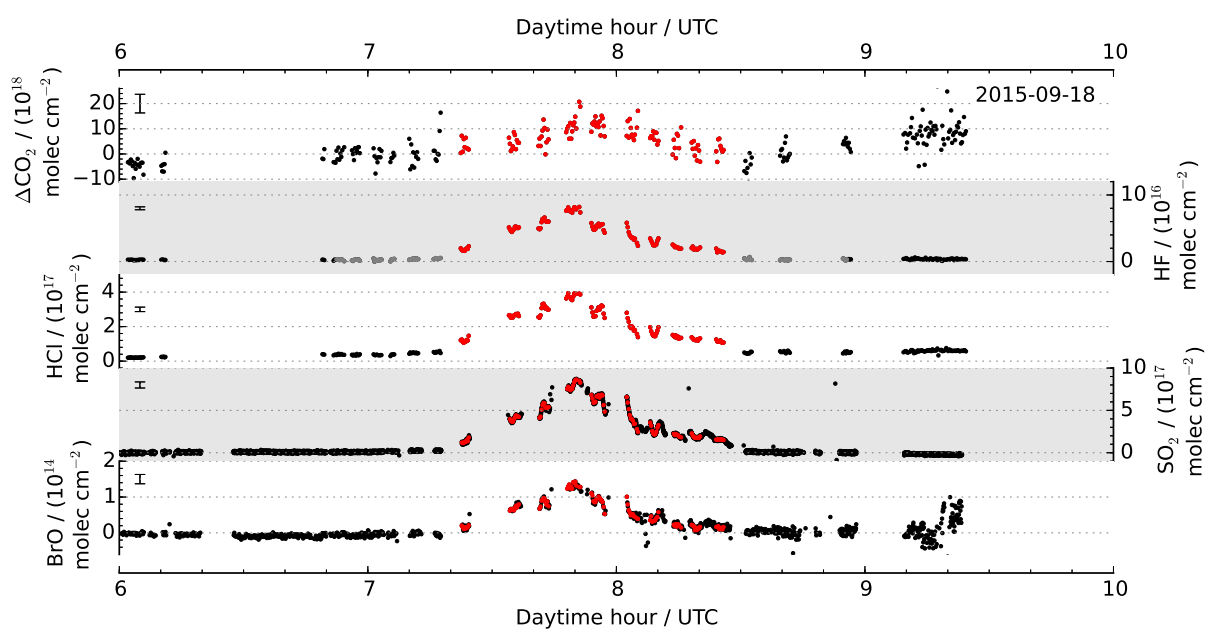 Daytime hour / UTC
6 7 8 9 10
2015-09-18
ΔCO₂ / (10¹⁸
molec cm⁻²)
20
10
0
−10
HF / (10¹⁶
molec cm⁻²)
10
0
HCl / (10¹⁷
molec cm⁻²)
4
2
0
SO₂ / (10¹⁷
molec cm⁻²)
10
5
0
BrO / (10¹⁴
molec cm⁻²)
2
1
0
6 7 8 9 10
Daytime hour / UTC